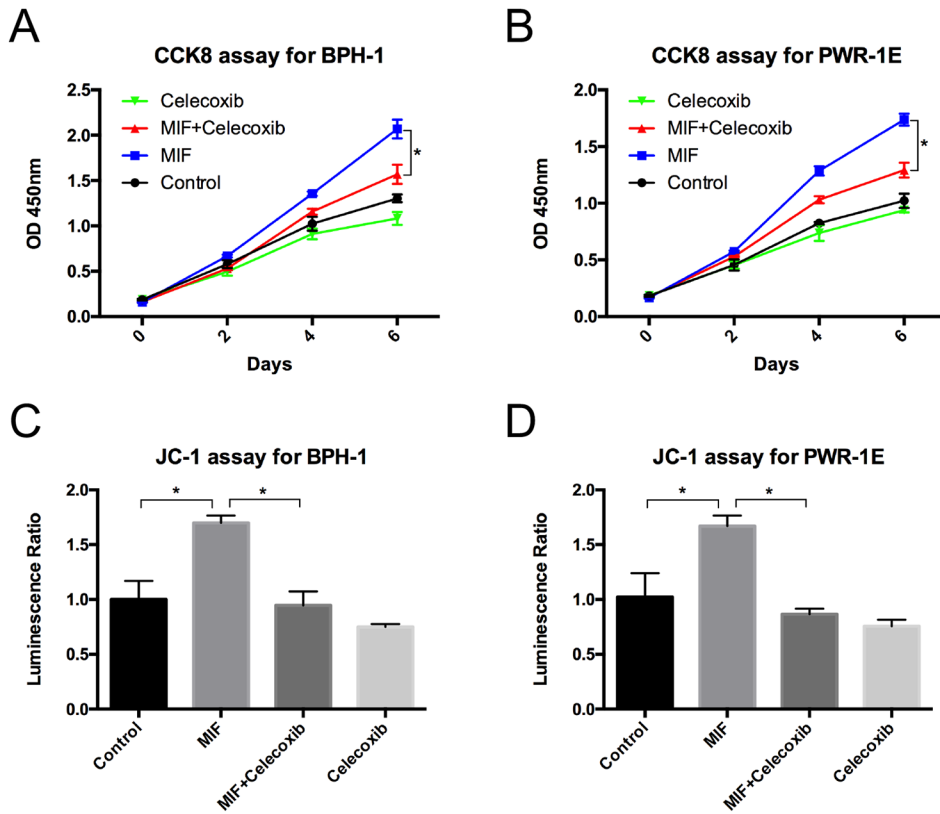 A
CCK8 assay for BPH-1
2.5
2.0
1.5
1.0
0.5
0.0
OD 450nm
Celecoxib
MIF+Celecoxib
MIF
Control
*
0
2
4
6
Days
B
CCK8 assay for PWR-1E
2.0
1.5
1.0
0.5
0.0
OD 450nm
Celecoxib
MIF+Celecoxib
MIF
Control
*
0
2
4
6
Days
C
JC-1 assay for BPH-1
2.0
1.5
1.0
0.5
0.0
Luminescence Ratio
*
*
Control
MIF
MIF+Celecoxib
Celecoxib
D
JC-1 assay for PWR-1E
2.0
1.5
1.0
0.5
0.0
Luminescence Ratio
*
*
Control
MIF
MIF+Celecoxib
Celecoxib